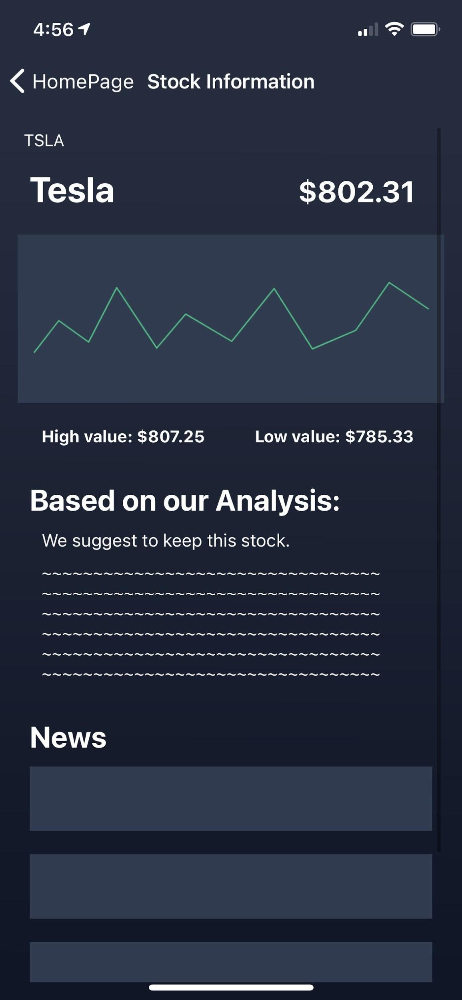 4:56
HomePage Stock Information
TSLA
Tesla $802.31
High value: $807.25 Low value: $785.33
Based on our Analysis:
We suggest to keep this stock.
~~~~~~~~~~~~~~~~~~~~~~~~~~~~~~~~~
~~~~~~~~~~~~~~~~~~~~~~~~~~~~~~~~~
~~~~~~~~~~~~~~~~~~~~~~~~~~~~~~~~~
~~~~~~~~~~~~~~~~~~~~~~~~~~~~~~~~~
~~~~~~~~~~~~~~~~~~~~~~~~~~~~~~~~~
~~~~~~~~~~~~~~~~~~~~~~~~~~~~~~~~~
News